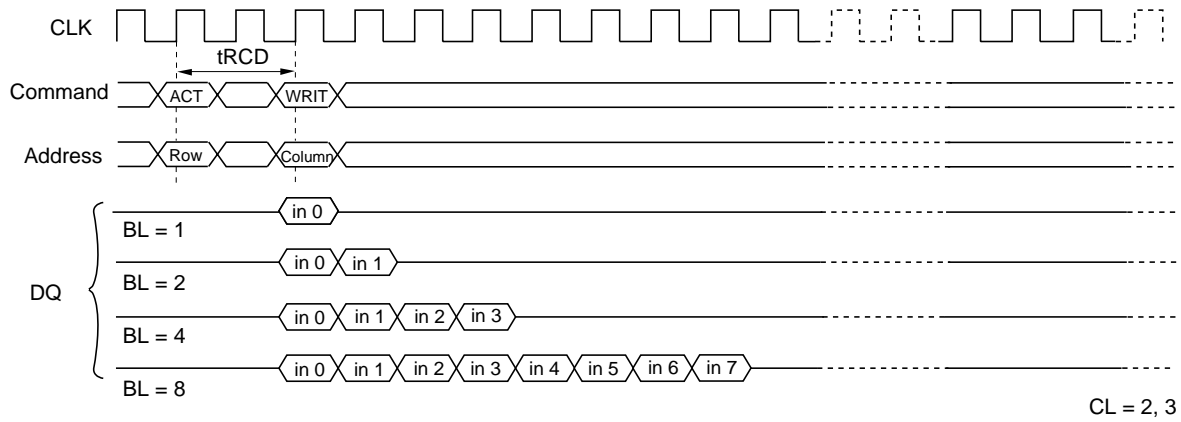 CLK
tRCD
Command ACT WRIT
Address Row Column
in 0
BL = 1
in 0 in 1
BL = 2
DQ
in 0 in 1 in 2 in 3
BL = 4
in 0 in 1 in 2 in 3 in 4 in 5 in 6 in 7
BL = 8
CL = 2, 3